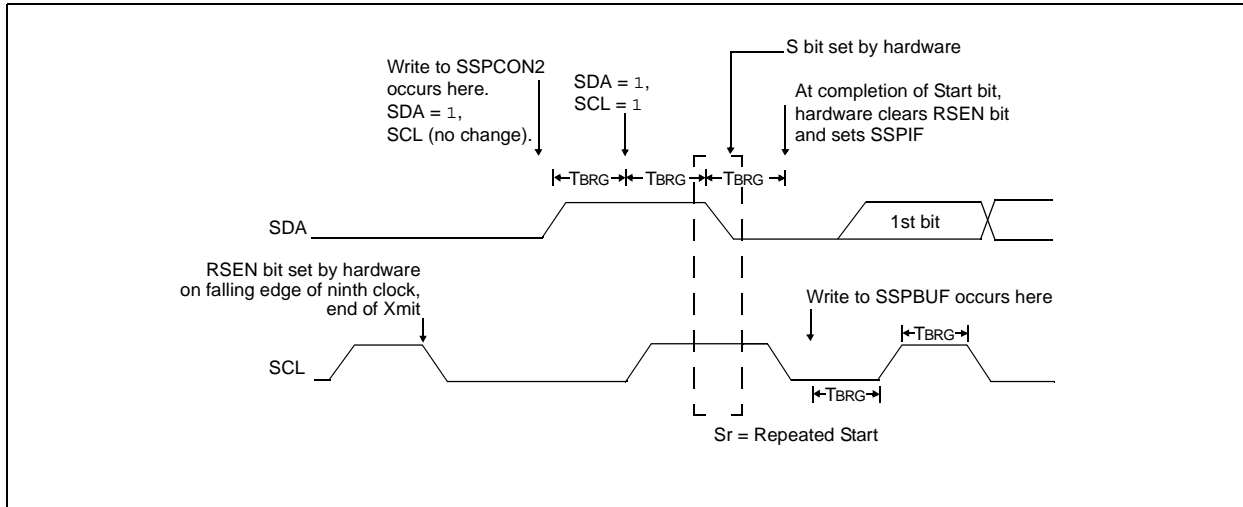 S bit set by hardware
Write to SSPCON2
occurs here.
SDA = 1,
SCL (no change).
SDA = 1,
SCL = 1
At completion of Start bit,
hardware clears RSEN bit
and sets SSPIF
TBRG
TBRG
TBRG
SDA
1st bit
RSEN bit set by hardware
on falling edge of ninth clock,
end of Xmit
Write to SSPBUF occurs here
TBRG
SCL
TBRG
Sr = Repeated Start